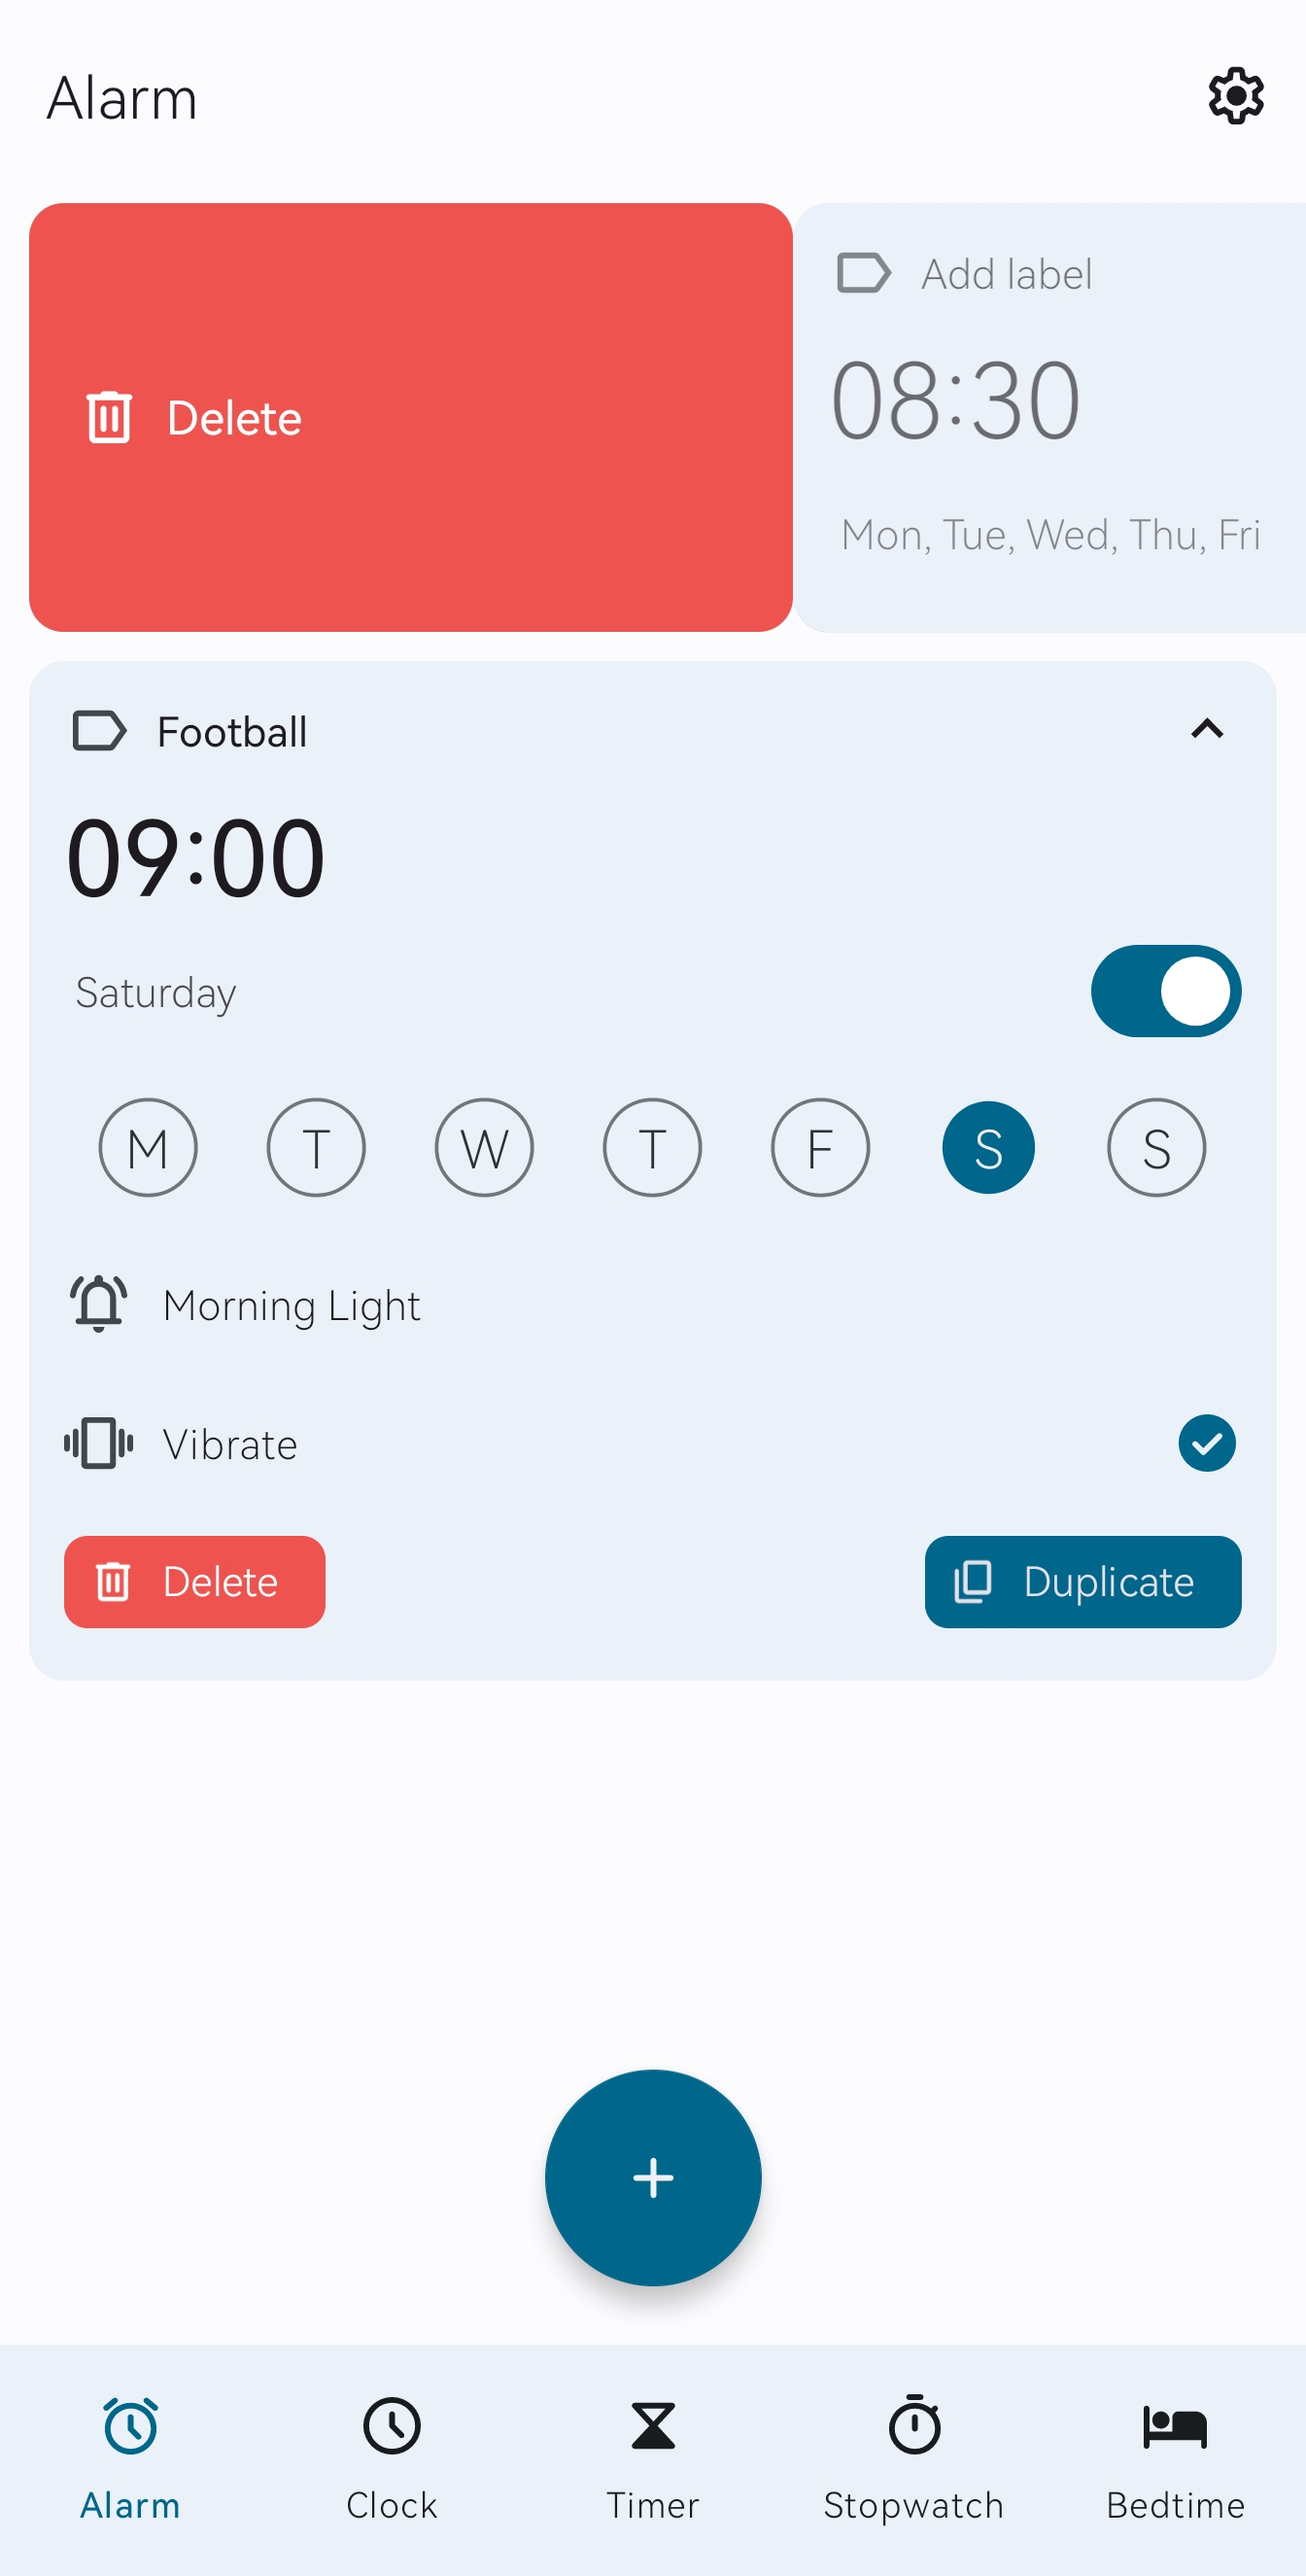 Alarm
Delete
Add label
08:30
Mon, Tue, Wed, Thu, Fri
Football
09:00
Saturday
M T W T F S S
Morning Light
Vibrate
Delete Duplicate
Alarm Clock Timer Stopwatch Bedtime